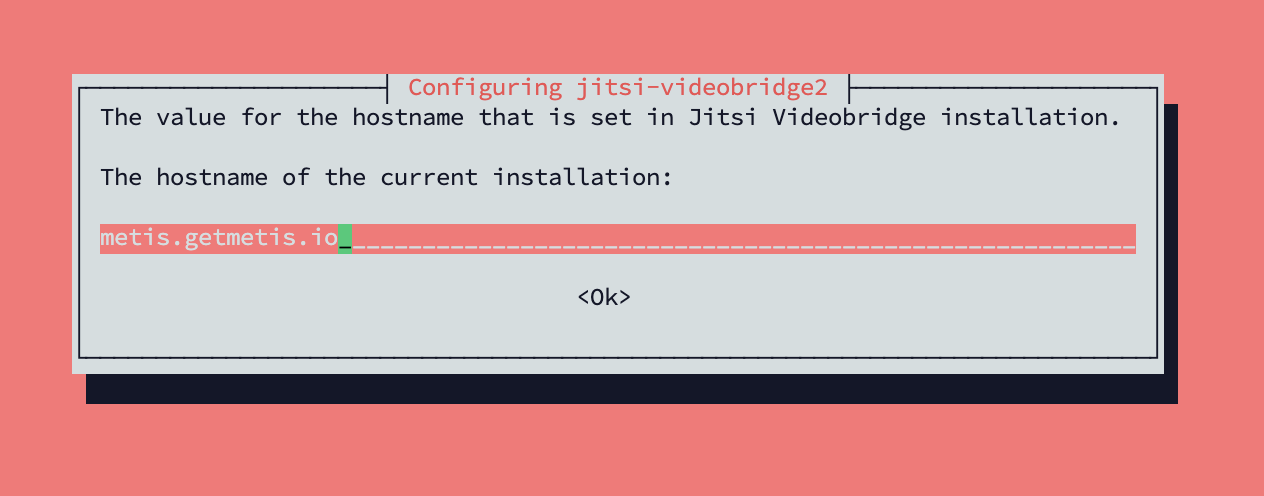 Configuring jitsi-videobridge2
The value for the hostname that is set in Jitsi Videobridge installation.
The hostname of the current installation:
metis.getmetis.io_________________________________________________________
<Ok>